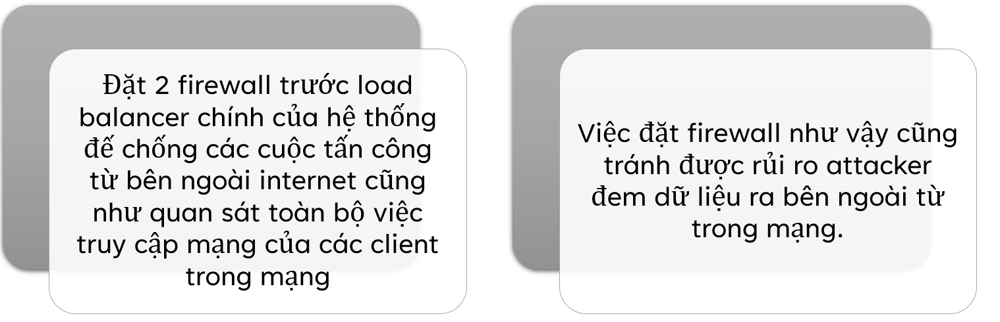 Đặt 2 firewall trước load
balancer chính của hệ thống
để chống các cuộc tấn công
từ bên ngoài internet cũng
như quan sát toàn bộ việc
truy cập mạng của các client
trong mạng
Việc đặt firewall như vậy cũng
tránh được rủi ro attacker
đem dữ liệu ra bên ngoài từ
trong mạng.